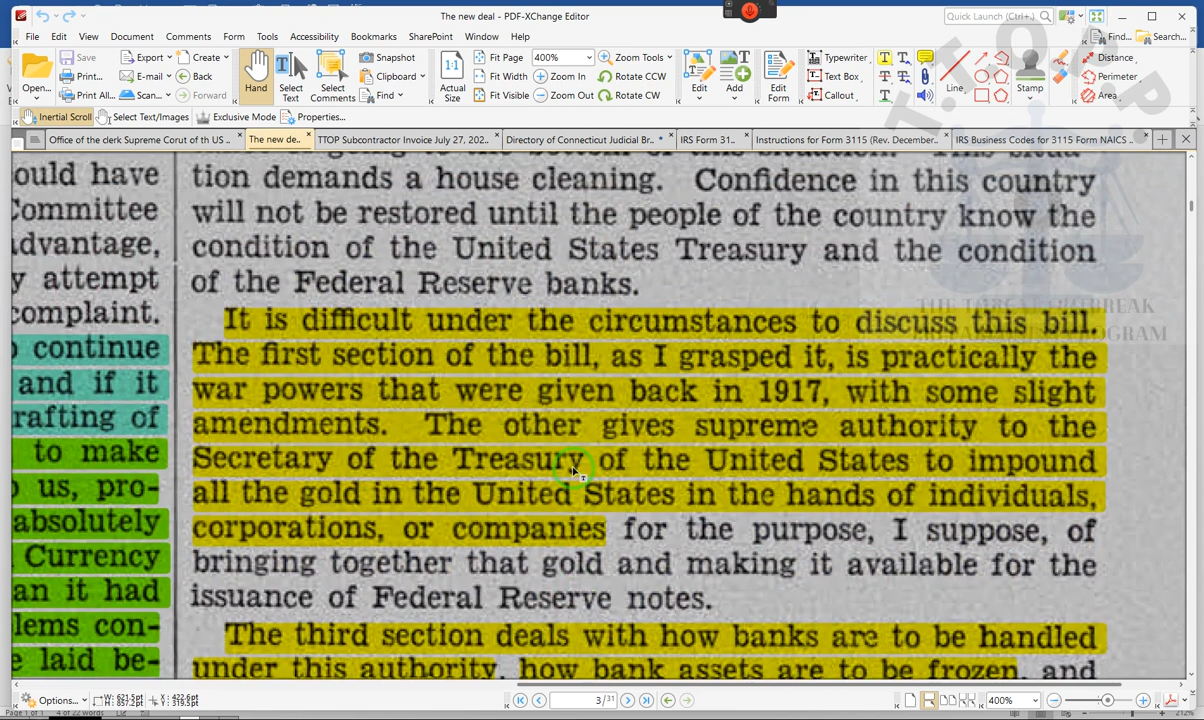 The new deal - PDF-XChange Editor
Quick Launch (Ctrl+.)
File Edit View Document Comments Form Tools Accessibility Bookmarks SharePoint Window Help
Find... Search...
Open... Save Print... Print All... Export E-mail Scan... Create Back Forward
Hand Select Text Select Comments Snapshot Clipboard Find
Actual Size Fit Page Fit Width Fit Visible 400% Zoom In Zoom Out Zoom Tools Rotate CCW Rotate CW
Edit Add Edit Form Typewriter Text Box Callout Line Stamp Distance Perimeter Area
Inertial Scroll Select Text/Images Exclusive Mode Properties...
Office of the clerk Supreme Corut of th US .. The new de.. TTOP Subcontractor Invoice July 27, 202.. Directory of Connecticut Judicial Br.. * IRS Form 31.. Instructions for Form 3115 (Rev. December.. IRS Business Codes for 3115 Form NAICS ..
T.T.O.P
ould have
Committee
dvantage,
y attempt
complaint.
continue
and if it
rafting of
to make
o us, pro-
absolutely
Currency
an it had
lems con-
e laid be-
tion demands a house cleaning. Confidence in this country
will not be restored until the people of the country know the
condition of the United States Treasury and the condition
of the Federal Reserve banks.
It is difficult under the circumstances to discuss this bill.
The first section of the bill, as I grasped it, is practically the
war powers that were given back in 1917, with some slight
amendments. The other gives supreme authority to the
Secretary of the Treasury of the United States to impound
all the gold in the United States in the hands of individuals,
corporations, or companies for the purpose, I suppose, of
bringing together that gold and making it available for the
issuance of Federal Reserve notes.
The third section deals with how banks are to be handled
under this authority, how bank assets are to be frozen, and
PROGRAM
Options... W: 621.5pt H: 857.2pt X: 422.6pt Y: 319.5pt
3 / 31
400%